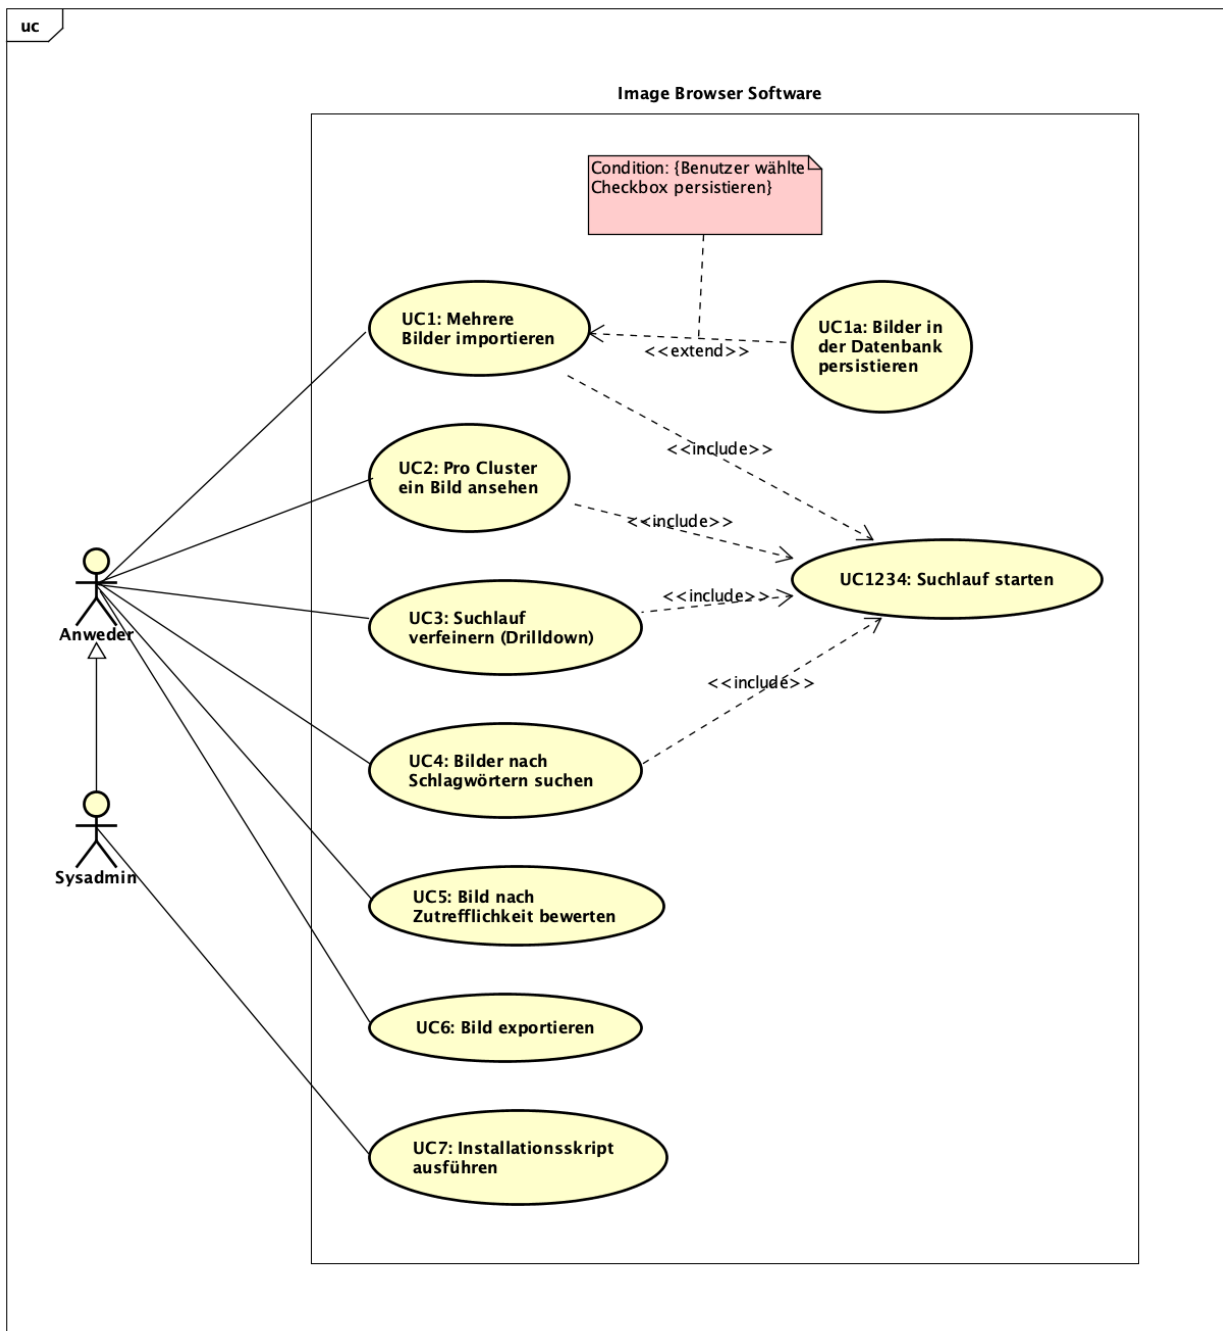 uc
Image Browser Software
Condition: {Benutzer wählte
Checkbox persistieren}
UC1: Mehrere
Bilder importieren
UC1a: Bilder in
der Datenbank
persistieren
<<extend>>
<<include>>
UC2: Pro Cluster
ein Bild ansehen
<<include>>
UC1234: Suchlauf starten
<<include>>
UC3: Suchlauf
verfeinern (Drilldown)
Anweder
<<include>>
UC4: Bilder nach
Schlagwörtern suchen
Sysadmin
UC5: Bild nach
Zutrefflichkeit bewerten
UC6: Bild exportieren
UC7: Installationsskript
ausführen